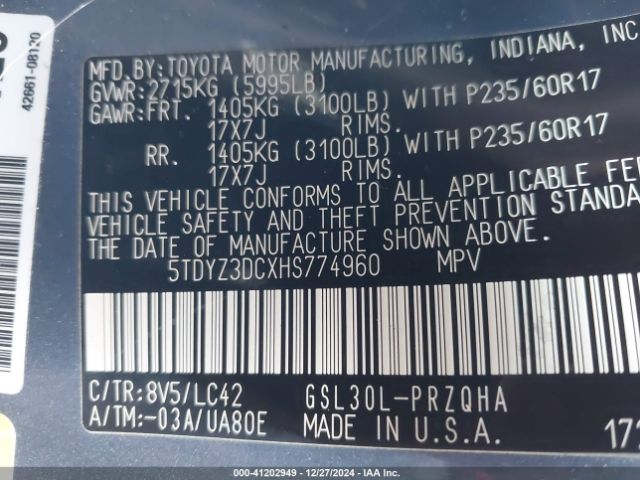 42661-08120
MFD.BY:TOYOTA MOTOR MANUFACTURING, INDIANA, INC
GVWR:2715KG (5995LB)
GAWR:FRT. 1405KG (3100LB) WITH P235/60R17
17X7J RIMS.
RR. 1405KG (3100LB) WITH P235/60R17
17X7J RIMS.
THIS VEHICLE CONFORMS TO ALL APPLICABLE FE
VEHICLE SAFETY AND THEFT PREVENTION STANDA
THE DATE OF MANUFACTURE SHOWN ABOVE.
5TDYZ3DCXHS774960 MPV
C/TR:8V5/LC42 GSL30L-PRZQHA
A/TM:-03A/UA80E MADE IN U.S.A. 17
000-41202949 • 12/27/2024 • IAAI.COM